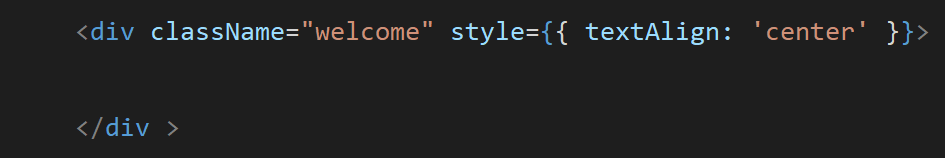 <div className="welcome" style={{ textAlign: 'center' }}>
</div >